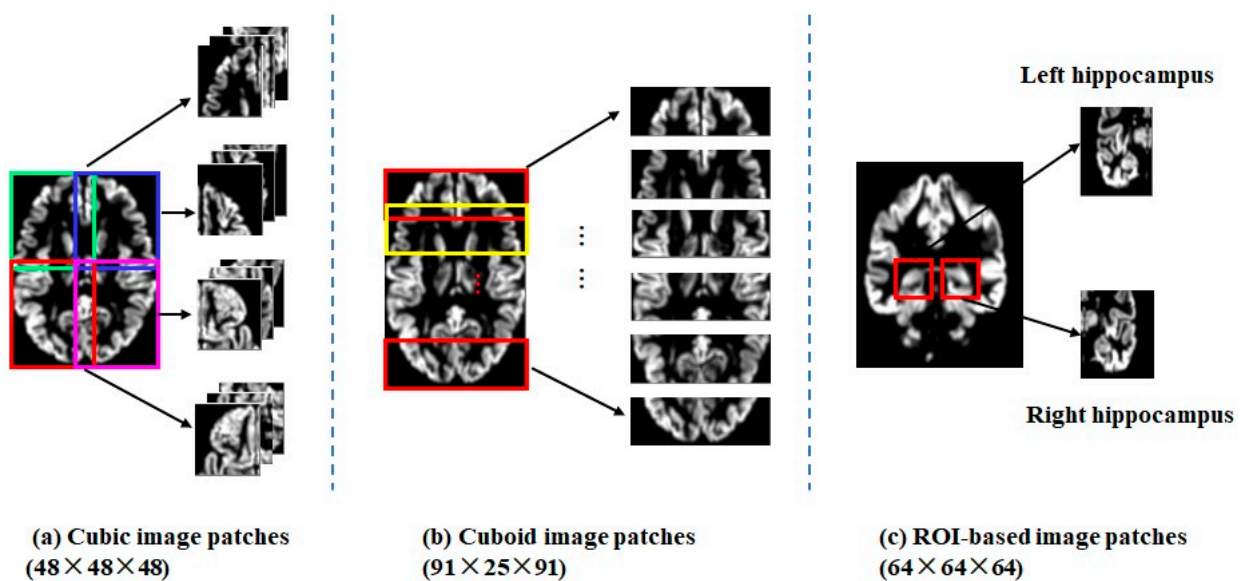 Left hippocampus
Right hippocampus
(a) Cubic image patches
(48×48×48)
(b) Cuboid image patches
(91×25×91)
(c) ROI-based image patches
(64×64×64)